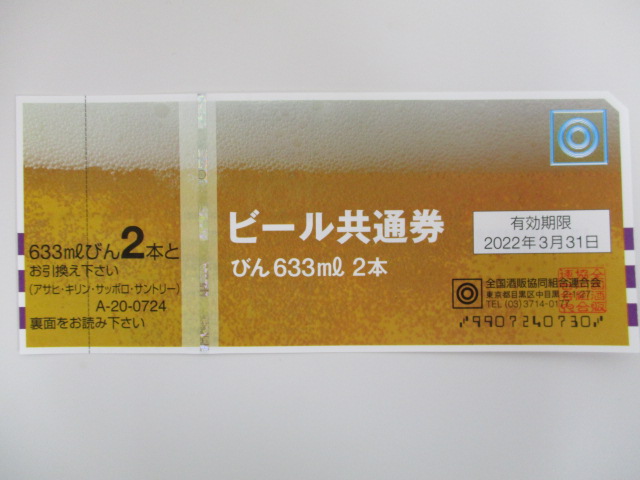 633mlびん2本と
お引換え下さい
(アサヒ・キリン・サッポロ・サントリー)
A-20-0724
裏面をお読み下さい
ビール共通券
びん633ml 2本
有効期限
2022年3月31日
全国酒販協同組合連合会
東京都目黒区中目黒2-1-27
TEL (03)3714-0177
9907240730